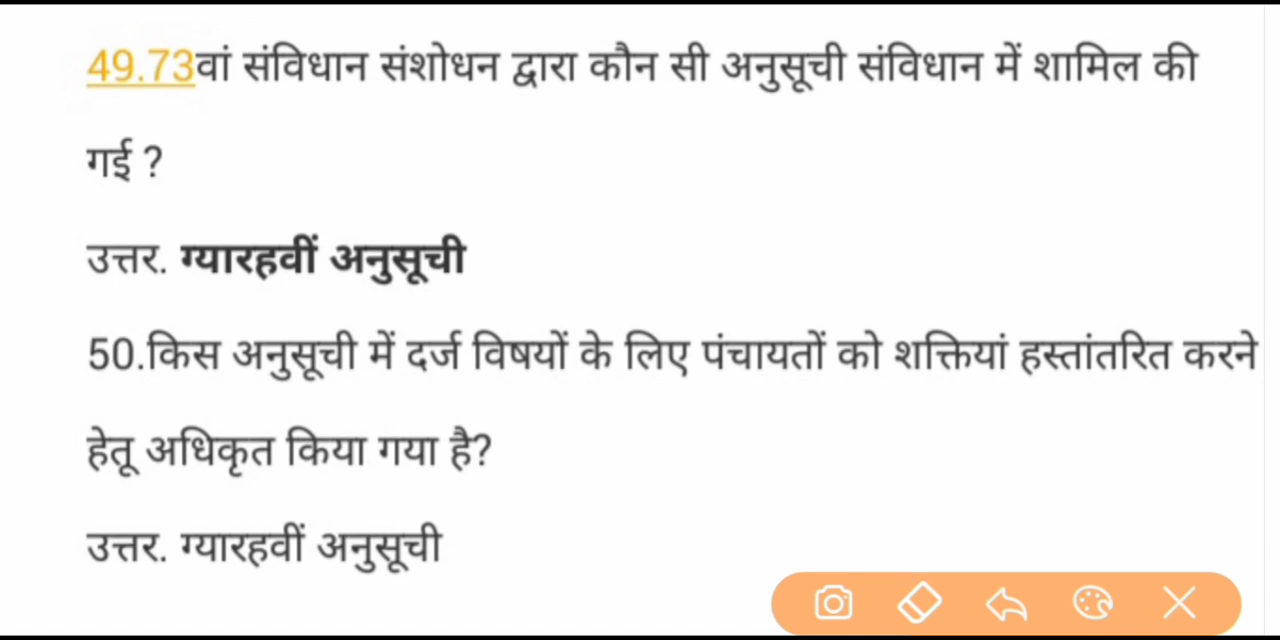 49.73वां संविधान संशोधन द्वारा कौन सी अनुसूची संविधान में शामिल की
गई ?
उत्तर. ग्यारहवीं अनुसूची
50.किस अनुसूची में दर्ज विषयों के लिए पंचायतों को शक्तियां हस्तांतरित करने
हेतू अधिकृत किया गया है?
उत्तर. ग्यारहवीं अनुसूची